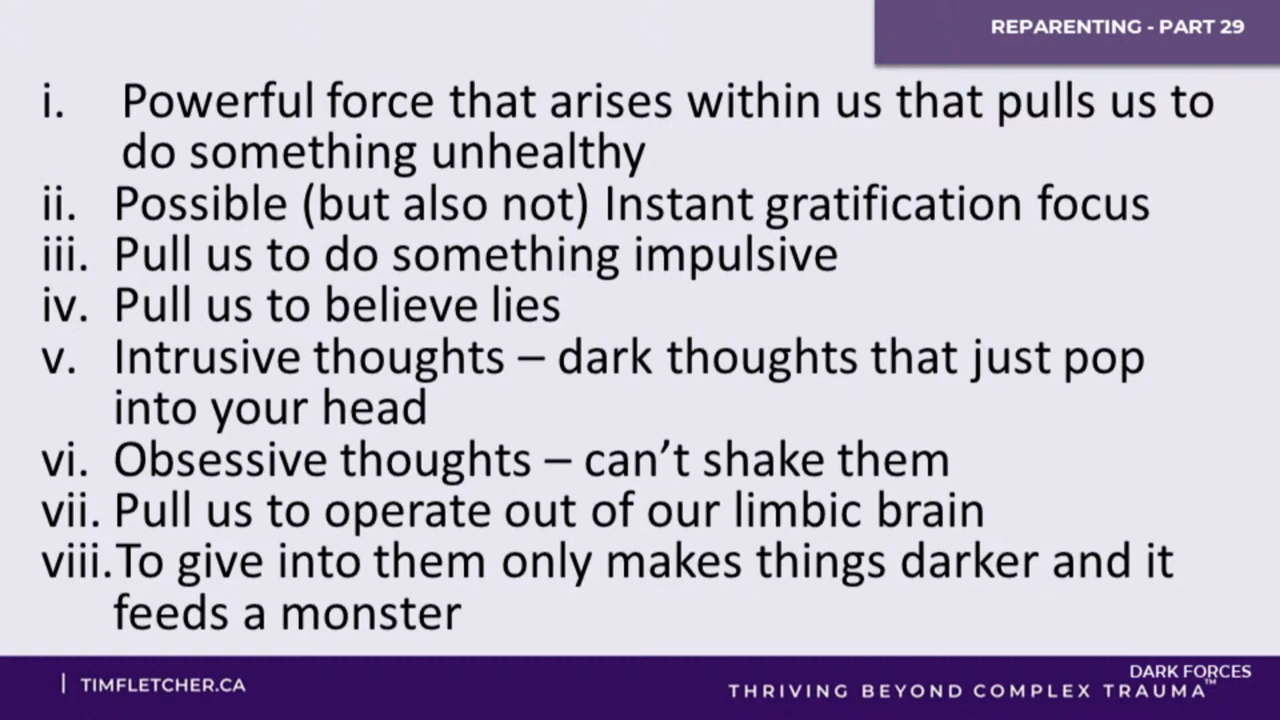 REPARENTING - PART 29
i. Powerful force that arises within us that pulls us to
do something unhealthy
ii. Possible (but also not) Instant gratification focus
iii. Pull us to do something impulsive
iv. Pull us to believe lies
v. Intrusive thoughts – dark thoughts that just pop
into your head
vi. Obsessive thoughts – can’t shake them
vii. Pull us to operate out of our limbic brain
viii.To give into them only makes things darker and it
feeds a monster
| TIMFLETCHER.CA
DARK FORCES
THRIVING BEYOND COMPLEX TRAUMA™